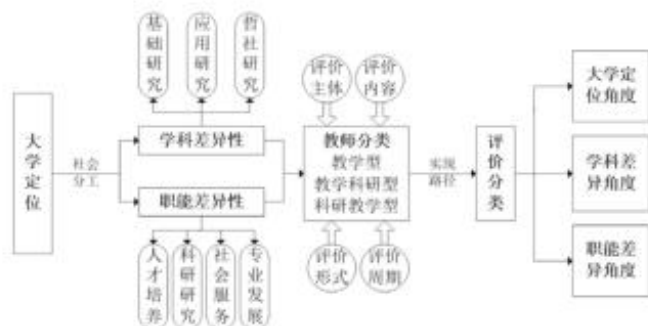 基础研究
应用研究
哲社研究
大学定位
社会
分工
学科差异性
职能差异性
人才培养
科研研究
社会服务
专业发展
评价
主体
评价
内容
教师分类
教学型
教学科研型
科研教学型
评价
形式
评价
周期
实现
路径
评价分类
大学定
位角度
学科差
异角度
职能差
异角度